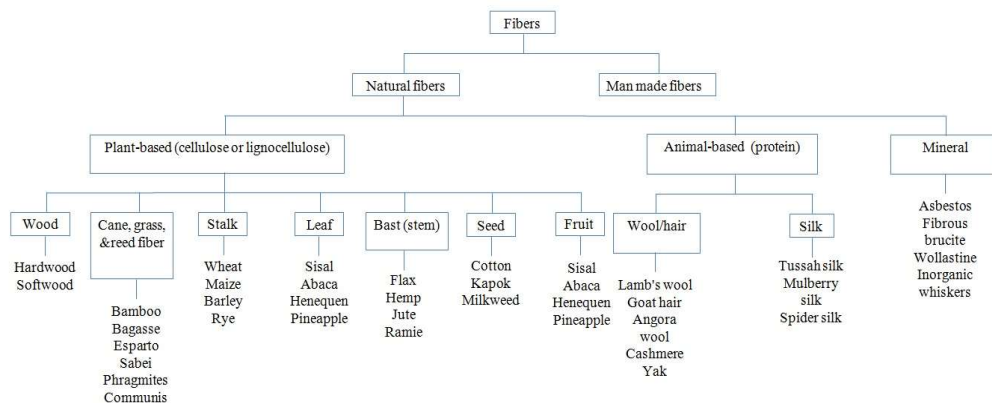 Fibers
Natural fibers
Man made fibers
Plant-based (cellulose or lignocellulose)
Animal-based (protein)
Mineral
Wood
Hardwood
Softwood
Cane, grass,
&reed fiber
Bamboo
Bagasse
Esparto
Sabei
Phragmites
Communis
Stalk
Wheat
Maize
Barley
Rye
Leaf
Sisal
Abaca
Henequen
Pineapple
Bast (stem)
Flax
Hemp
Jute
Ramie
Seed
Cotton
Kapok
Milkweed
Fruit
Sisal
Abaca
Henequen
Pineapple
Wool/hair
Lamb's wool
Goat hair
Angora
wool
Cashmere
Yak
Silk
Tussah silk
Mulberry
silk
Spider silk
Asbestos
Fibrous
brucite
Wollastine
Inorganic
whiskers